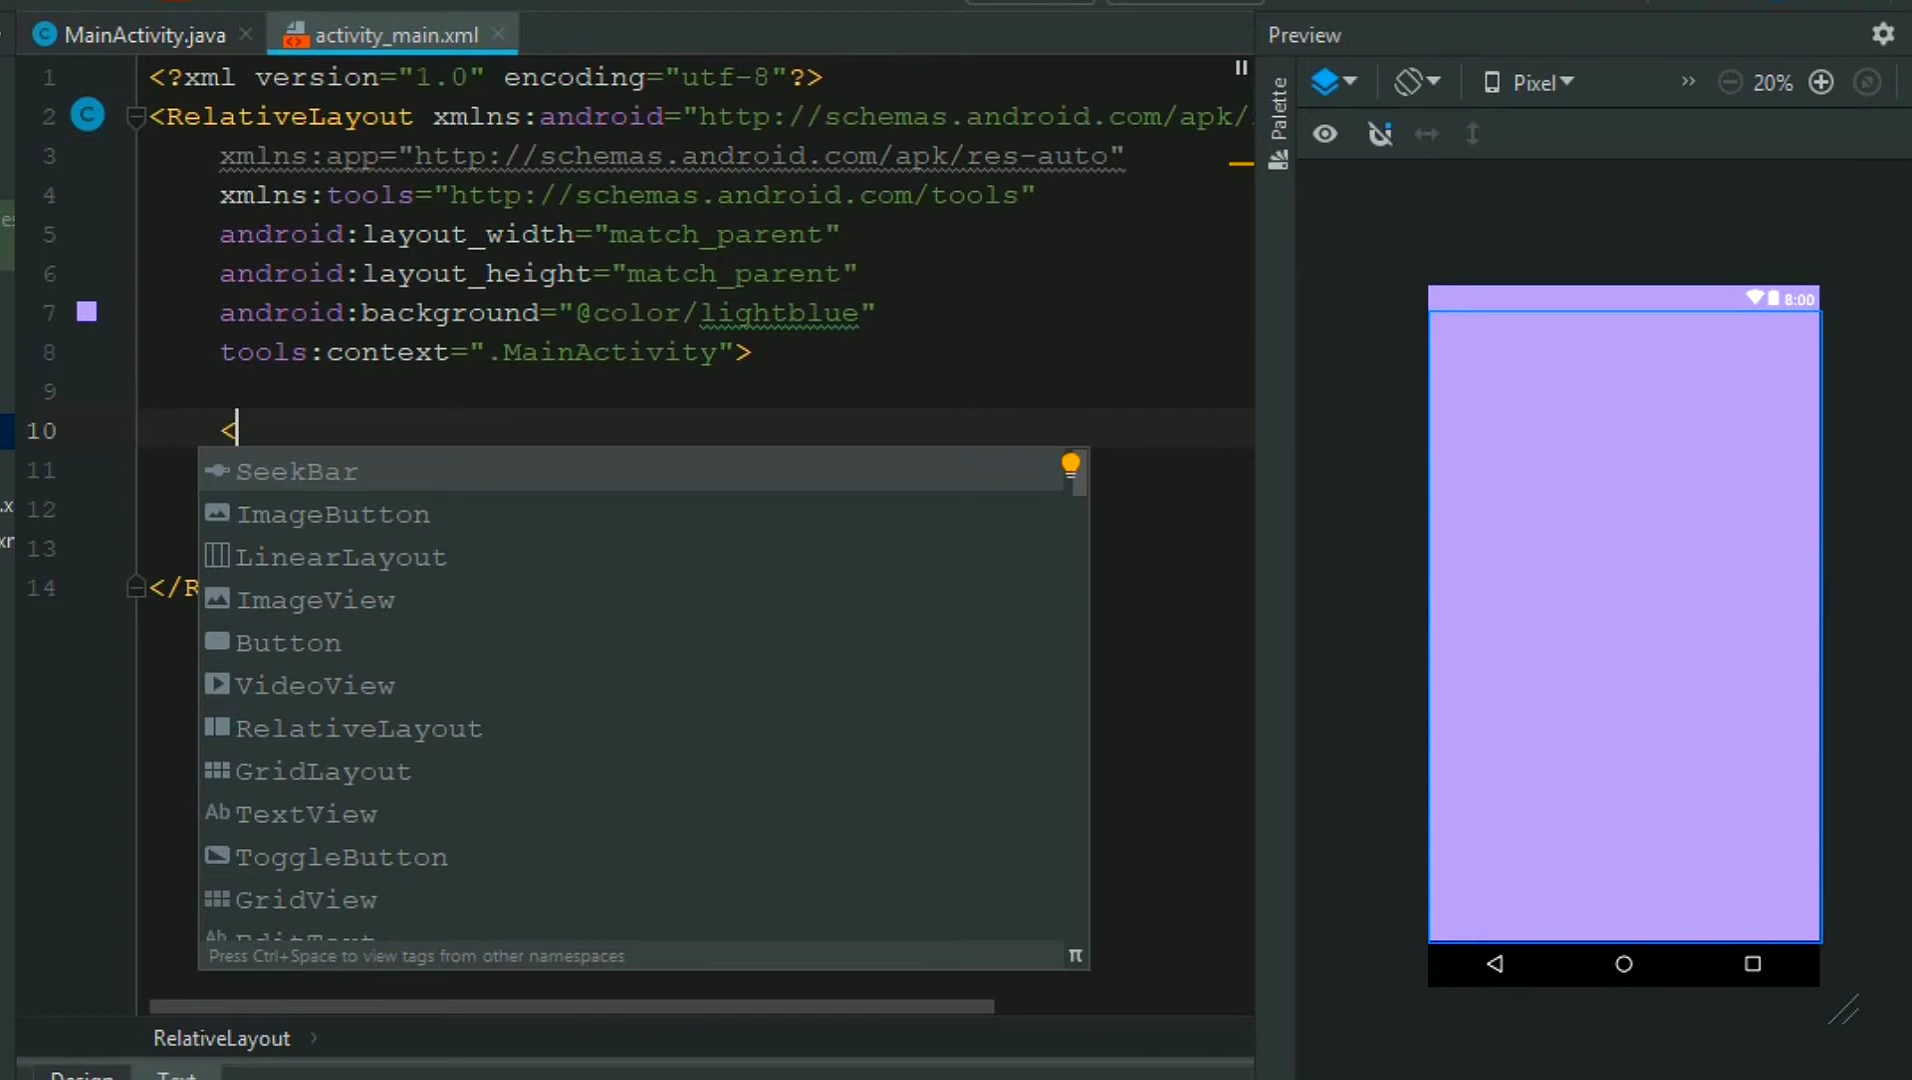 MainActivity.java
activity_main.xml
Preview
1 <?xml version="1.0" encoding="utf-8"?>
2 <RelativeLayout xmlns:android="http://schemas.android.com/apk/
3 xmlns:app="http://schemas.android.com/apk/res-auto"
4 xmlns:tools="http://schemas.android.com/tools"
5 android:layout_width="match_parent"
6 android:layout_height="match_parent"
7 android:background="@color/lightblue"
8 tools:context=".MainActivity">
9
10 <
11
12
13
14 </R
SeekBar
ImageButton
LinearLayout
ImageView
Button
VideoView
RelativeLayout
GridLayout
TextView
ToggleButton
GridView
EditText
Press Ctrl+Space to view tags from other namespaces
π
RelativeLayout
Design
Text
Palette
Pixel
20%
8:00